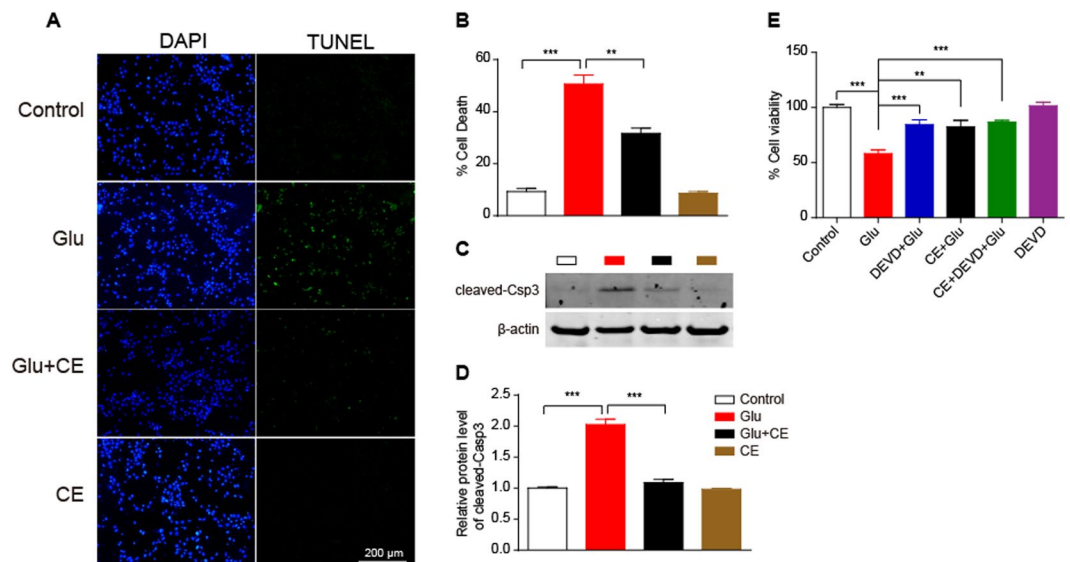 A
DAPI
TUNEL
Control
Glu
Glu+CE
CE
200 µm
B
% Cell Death
60
40
20
0
***
**
C
cleaved-Csp3
β-actin
D
Relative protein level
of cleaved-Casp3
2.5
2.0
1.5
1.0
0.5
0.0
***
***
Control
Glu
Glu+CE
CE
E
% Cell viability
150
100
50
0
***
***
**
***
Control
Glu
DEVD+Glu
CE+Glu
CE+DEVD+Glu
DEVD